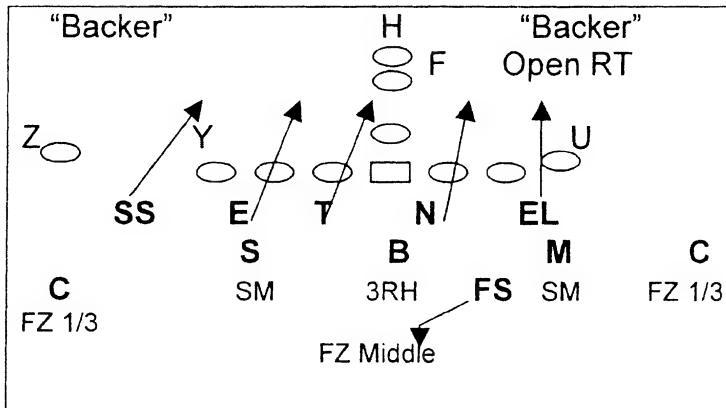 “Backer” H “Backer”
F Open RT
Z Y U
SS E T N EL
S B M C
C SM 3RH FS SM FZ 1/3
FZ 1/3
FZ Middle